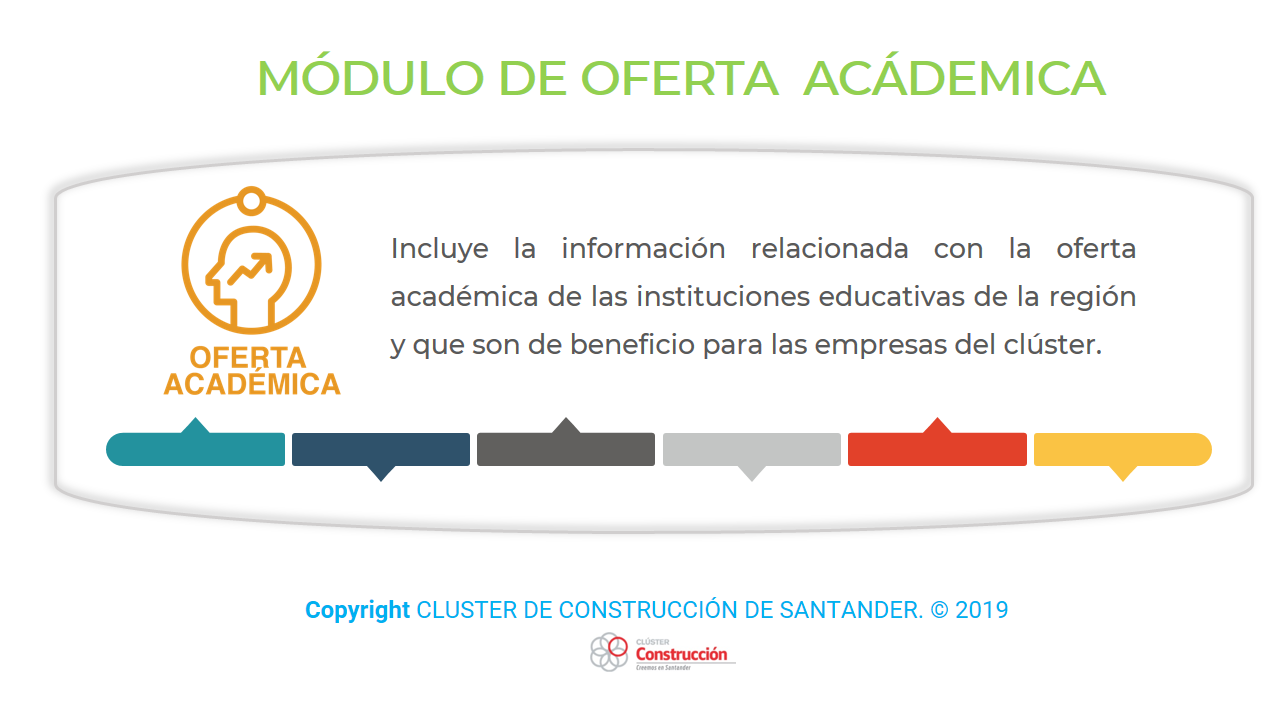 MÓDULO DE OFERTA ACÁDEMICA
Incluye la información relacionada con la oferta
académica de las instituciones educativas de la región
y que son de beneficio para las empresas del clúster.
OFERTA
ACADÉMICA
Copyright CLUSTER DE CONSTRUCCIÓN DE SANTANDER. © 2019
CLÚSTER
Construcción
Creemos en Santander